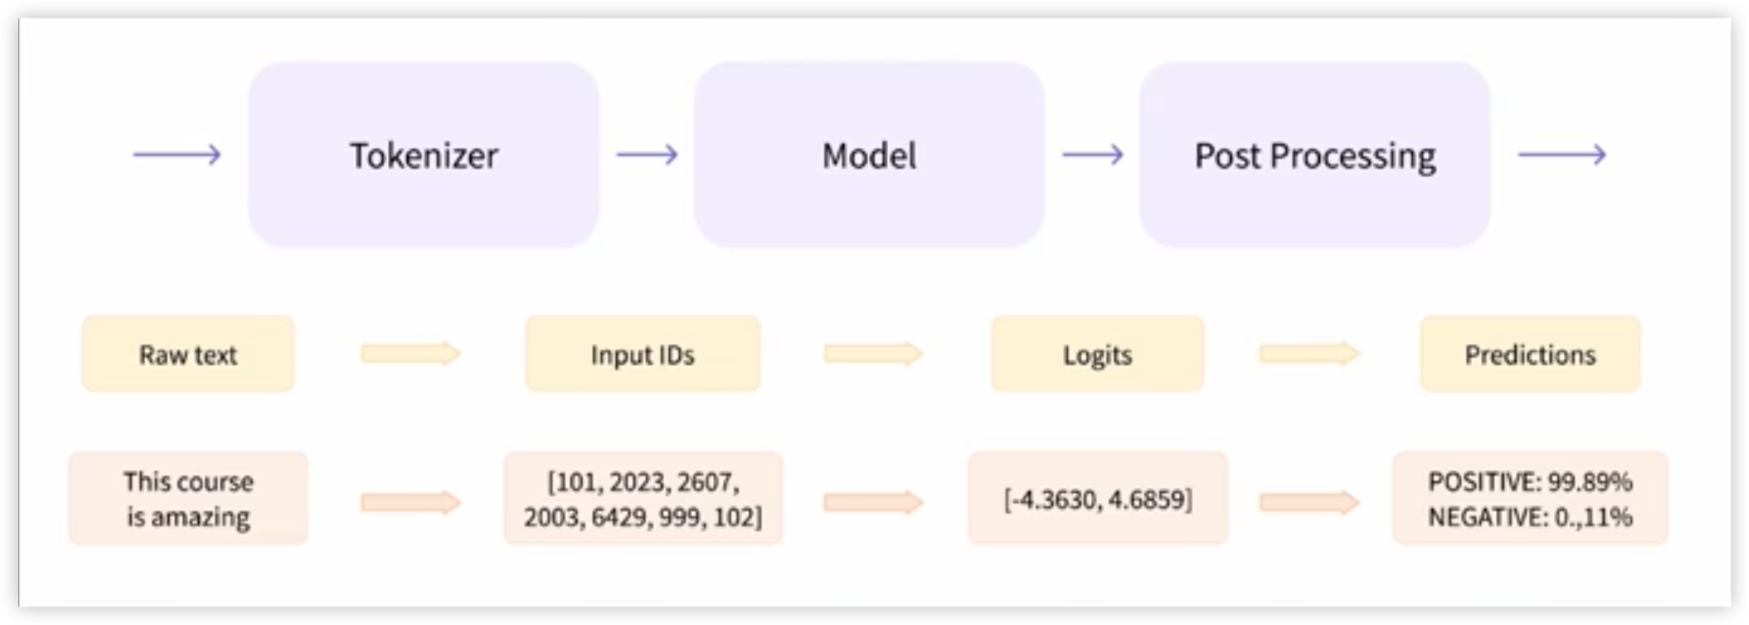 Tokenizer
Model
Post Processing
Raw text
Input IDs
Logits
Predictions
This course
is amazing
[101, 2023, 2607,
2003, 6429, 999, 102]
[-4.3630, 4.6859]
POSITIVE: 99.89%
NEGATIVE: 0.,11%